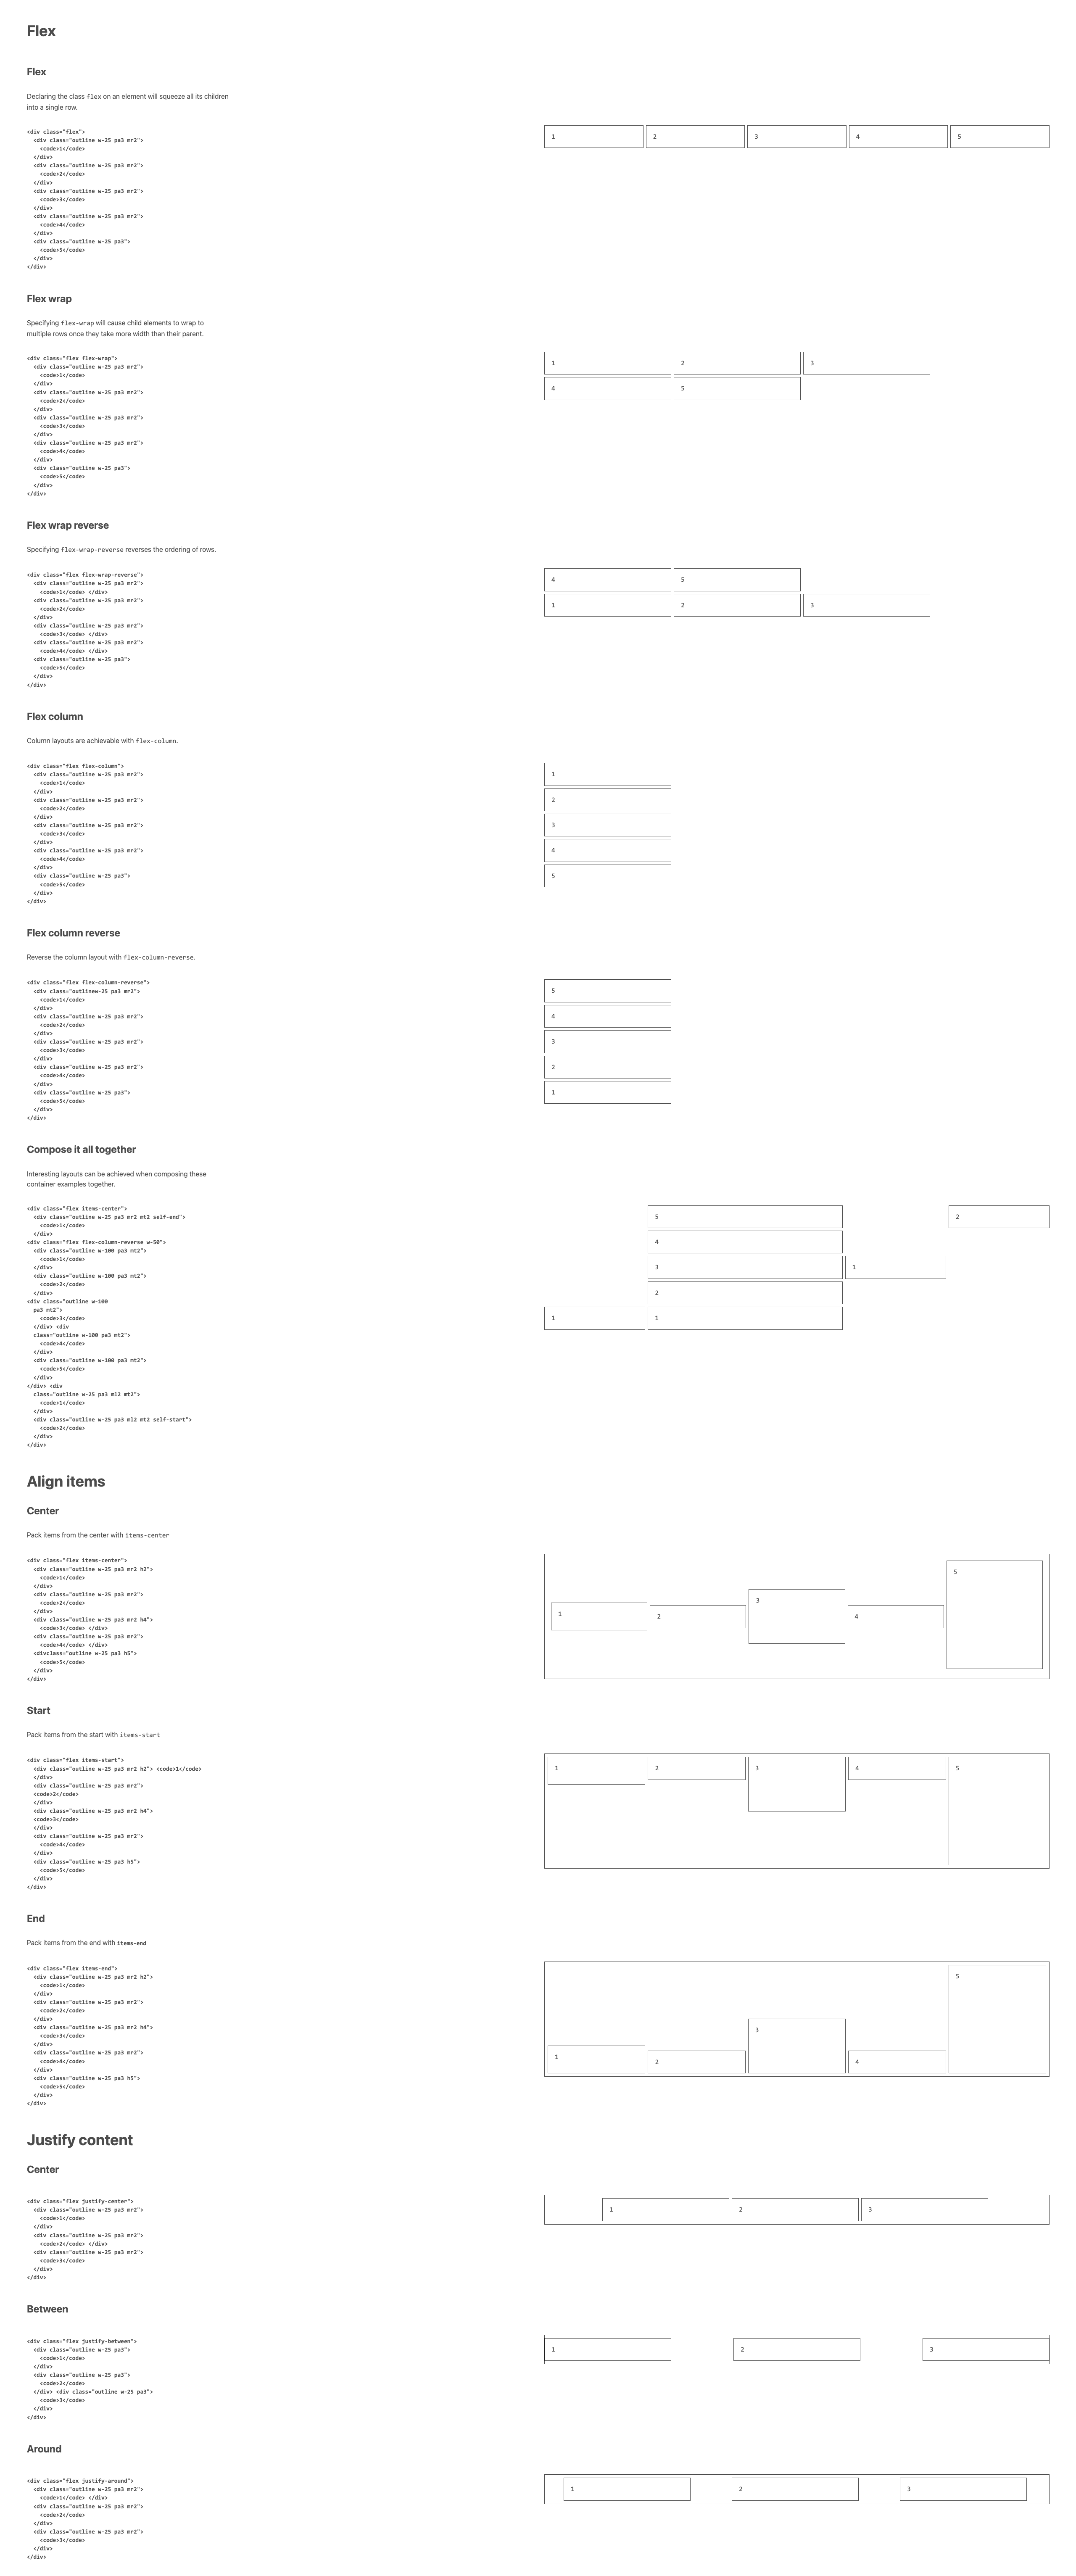 Flex
Flex
Declaring the class flex on an element will squeeze all its children
into a single row.
<div class="flex">
  <div class="outline w-25 pa3 mr2">
    <code>1</code>
  </div>
  <div class="outline w-25 pa3 mr2">
    <code>2</code>
  </div>
  <div class="outline w-25 pa3 mr2">
    <code>3</code>
  </div>
  <div class="outline w-25 pa3 mr2">
    <code>4</code>
  </div>
  <div class="outline w-25 pa3">
    <code>5</code>
  </div>
</div>
1 2 3 4 5
Flex wrap
Specifying flex-wrap will cause child elements to wrap to
multiple rows once they take more width than their parent.
<div class="flex flex-wrap">
  <div class="outline w-25 pa3 mr2">
    <code>1</code>
  </div>
  <div class="outline w-25 pa3 mr2">
    <code>2</code>
  </div>
  <div class="outline w-25 pa3 mr2">
    <code>3</code>
  </div>
  <div class="outline w-25 pa3 mr2">
    <code>4</code>
  </div>
  <div class="outline w-25 pa3">
    <code>5</code>
  </div>
</div>
1 2 3
4 5
Flex wrap reverse
Specifying flex-wrap-reverse reverses the ordering of rows.
<div class="flex flex-wrap-reverse">
  <div class="outline w-25 pa3 mr2">
    <code>1</code> </div>
  <div class="outline w-25 pa3 mr2">
    <code>2</code>
  </div>
  <div class="outline w-25 pa3 mr2">
    <code>3</code> </div>
  <div class="outline w-25 pa3 mr2">
    <code>4</code> </div>
  <div class="outline w-25 pa3">
    <code>5</code>
  </div>
</div>
4 5
1 2 3
Flex column
Column layouts are achievable with flex-column.
<div class="flex flex-column">
  <div class="outline w-25 pa3 mr2">
    <code>1</code>
  </div>
  <div class="outline w-25 pa3 mr2">
    <code>2</code>
  </div>
  <div class="outline w-25 pa3 mr2">
    <code>3</code>
  </div>
  <div class="outline w-25 pa3 mr2">
    <code>4</code>
  </div>
  <div class="outline w-25 pa3">
    <code>5</code>
  </div>
</div>
1
2
3
4
5
Flex column reverse
Reverse the column layout with flex-column-reverse.
<div class="flex flex-column-reverse">
  <div class="outlinew-25 pa3 mr2">
    <code>1</code>
  </div>
  <div class="outline w-25 pa3 mr2">
    <code>2</code>
  </div>
  <div class="outline w-25 pa3 mr2">
    <code>3</code>
  </div>
  <div class="outline w-25 pa3 mr2">
    <code>4</code>
  </div>
  <div class="outline w-25 pa3">
    <code>5</code>
  </div>
</div>
5
4
3
2
1
Compose it all together
Interesting layouts can be achieved when composing these
container examples together.
<div class="flex items-center">
  <div class="outline w-25 pa3 mr2 mt2 self-end">
    <code>1</code>
  </div>
<div class="flex flex-column-reverse w-50">
  <div class="outline w-100 pa3 mt2">
    <code>1</code>
  </div>
  <div class="outline w-100 pa3 mt2">
    <code>2</code>
  </div>
<div class="outline w-100
  pa3 mt2">
    <code>3</code>
  </div> <div
  class="outline w-100 pa3 mt2">
    <code>4</code>
  </div>
  <div class="outline w-100 pa3 mt2">
    <code>5</code>
  </div>
</div> <div
  class="outline w-25 pa3 ml2 mt2">
    <code>1</code>
  </div>
  <div class="outline w-25 pa3 ml2 mt2 self-start">
    <code>2</code>
  </div>
</div>
5 2
4
3 1
2
1 1
Align items
Center
Pack items from the center with items-center
<div class="flex items-center">
  <div class="outline w-25 pa3 mr2 h2">
    <code>1</code>
  </div>
  <div class="outline w-25 pa3 mr2">
    <code>2</code>
  </div>
  <div class="outline w-25 pa3 mr2 h4">
    <code>3</code> </div>
  <div class="outline w-25 pa3 mr2">
    <code>4</code> </div>
  <divclass="outline w-25 pa3 h5">
    <code>5</code>
  </div>
</div>
1 2 3 4 5
Start
Pack items from the start with items-start
<div class="flex items-start">
  <div class="outline w-25 pa3 mr2 h2"> <code>1</code>
  </div>
  <div class="outline w-25 pa3 mr2">
  <code>2</code>
  </div>
  <div class="outline w-25 pa3 mr2 h4">
  <code>3</code>
  </div>
  <div class="outline w-25 pa3 mr2">
    <code>4</code>
  </div>
  <div class="outline w-25 pa3 h5">
    <code>5</code>
  </div>
</div>
1 2 3 4 5
End
Pack items from the end with items-end
<div class="flex items-end">
  <div class="outline w-25 pa3 mr2 h2">
    <code>1</code>
  </div>
  <div class="outline w-25 pa3 mr2">
    <code>2</code>
  </div>
  <div class="outline w-25 pa3 mr2 h4">
    <code>3</code>
  </div>
  <div class="outline w-25 pa3 mr2">
    <code>4</code>
  </div>
  <div class="outline w-25 pa3 h5">
    <code>5</code>
  </div>
</div>
1 2 3 4 5
Justify content
Center
<div class="flex justify-center">
  <div class="outline w-25 pa3 mr2">
    <code>1</code>
  </div>
  <div class="outline w-25 pa3 mr2">
    <code>2</code> </div>
  <div class="outline w-25 pa3 mr2">
    <code>3</code>
  </div>
</div>
1 2 3
Between
<div class="flex justify-between">
  <div class="outline w-25 pa3">
    <code>1</code>
  </div>
  <div class="outline w-25 pa3">
    <code>2</code>
  </div> <div class="outline w-25 pa3">
    <code>3</code>
  </div>
</div>
1 2 3
Around
<div class="flex justify-around">
  <div class="outline w-25 pa3 mr2">
    <code>1</code> </div>
  <div class="outline w-25 pa3 mr2">
    <code>2</code>
  </div>
  <div class="outline w-25 pa3 mr2">
    <code>3</code>
  </div>
</div>
1 2 3